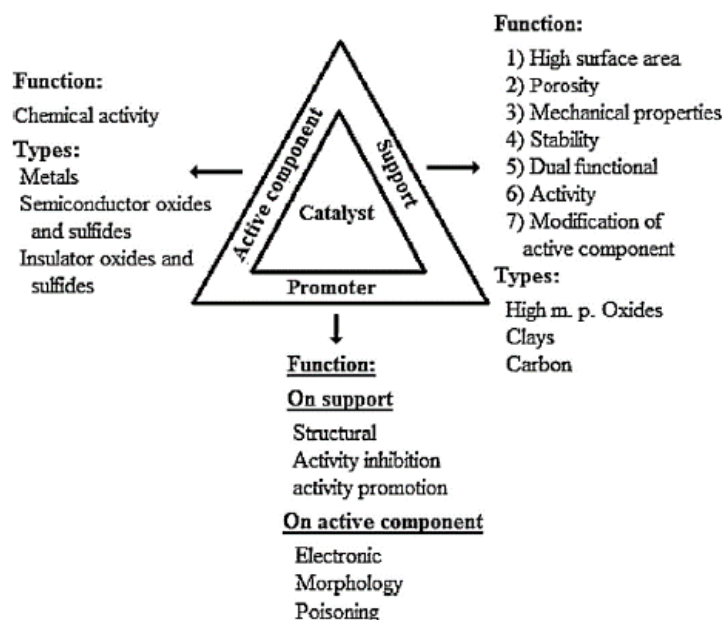 Function:
Chemical activity
Types:
Metals
Semiconductor oxides
and sulfides
Insulator oxides and
sulfides
Active component
Support
Catalyst
Promoter
Function:
1) High surface area
2) Porosity
3) Mechanical properties
4) Stability
5) Dual functional
6) Activity
7) Modification of
active component
Types:
High m. p. Oxides
Clays
Carbon
Function:
On support
Structural
Activity inhibition
activity promotion
On active component
Electronic
Morphology
Poisoning